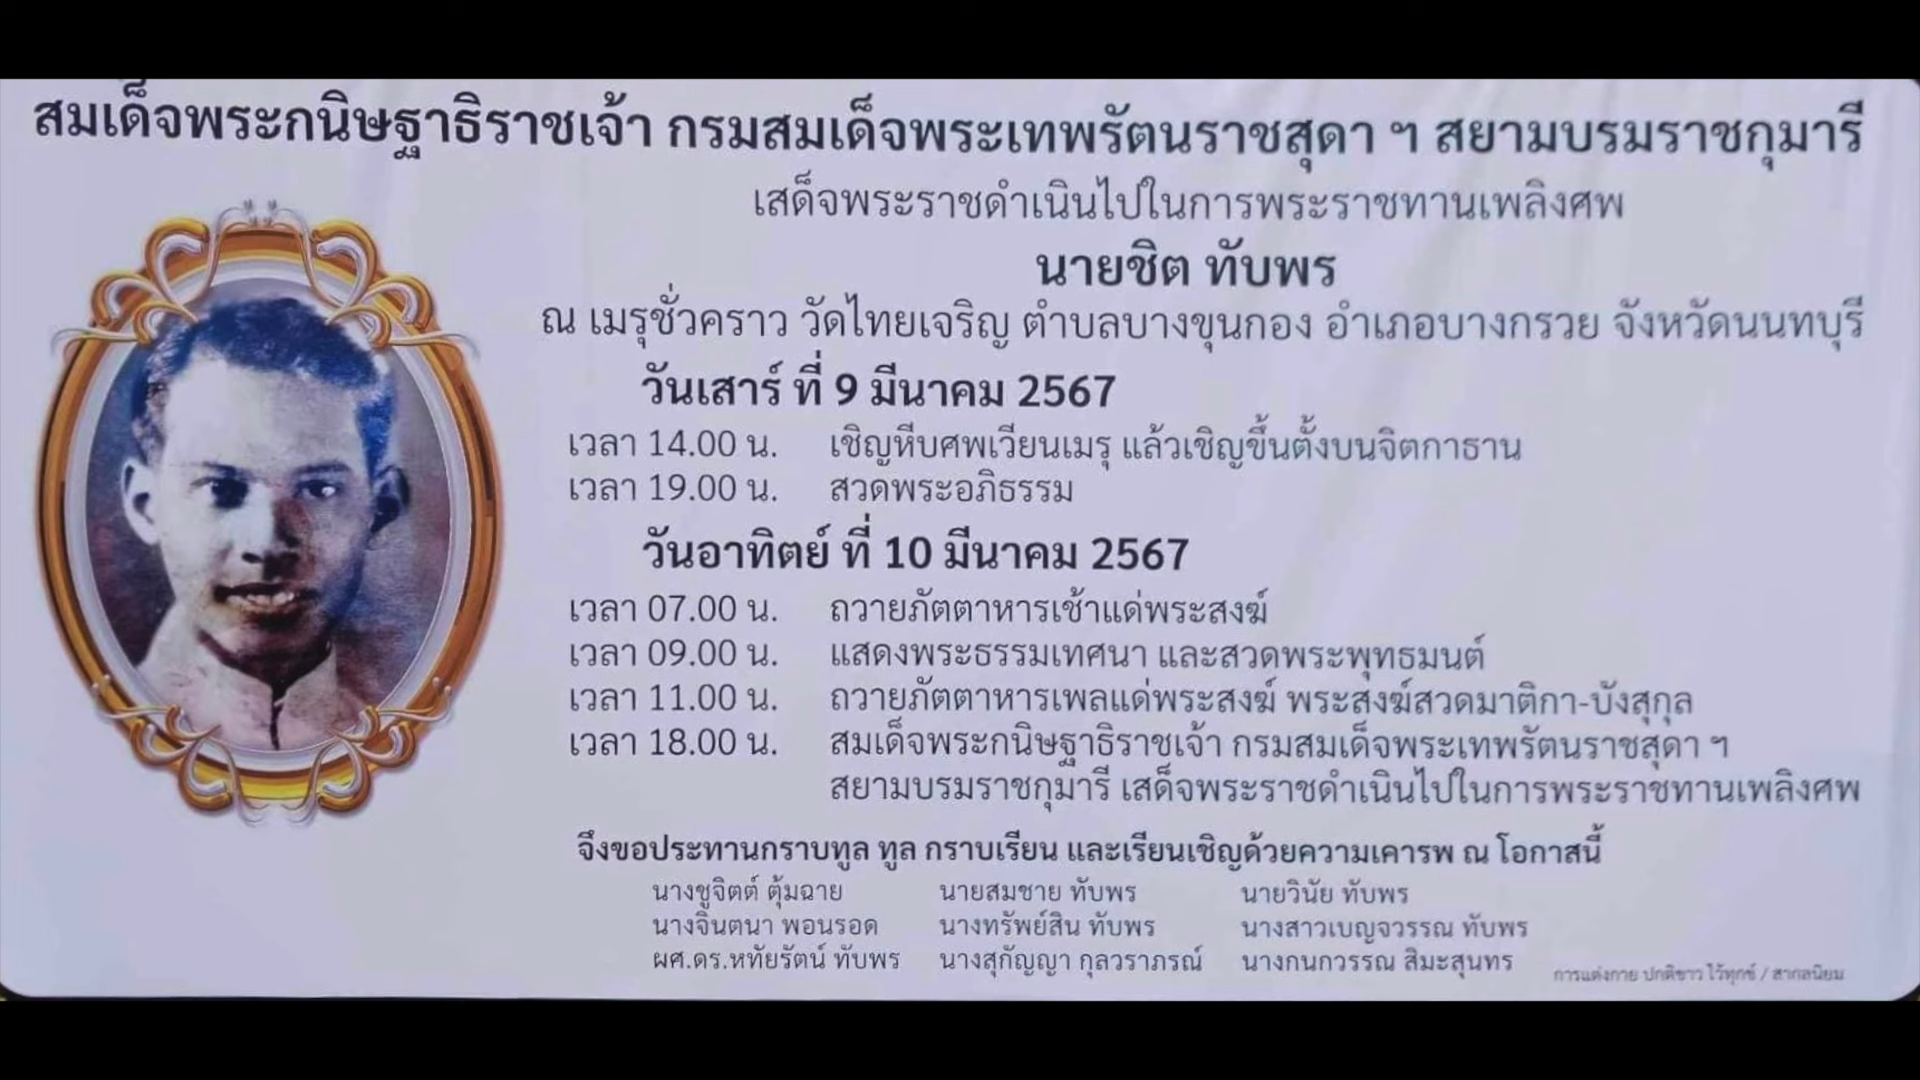 สมเด็จพระกนิษฐาธิราชเจ้า กรมสมเด็จพระเทพรัตนราชสุดา ฯ สยามบรมราชกุมารี
เสด็จพระราชดำเนินไปในการพระราชทานเพลิงศพ
นายชิต ทับพร
ณ เมรุชั่วคราว วัดไทยเจริญ ตำบลบางขุนกอง อำเภอบางกรวย จังหวัดนนทบุรี
วันเสาร์ ที่ 9 มีนาคม 2567
เวลา 14.00 น. เชิญหีบศพเวียนเมรุ แล้วเชิญขึ้นตั้งบนจิตกาธาน
เวลา 19.00 น. สวดพระอภิธรรม
วันอาทิตย์ ที่ 10 มีนาคม 2567
เวลา 07.00 น. ถวายภัตตาหารเช้าแด่พระสงฆ์
เวลา 09.00 น. แสดงพระธรรมเทศนา และสวดพระพุทธมนต์
เวลา 11.00 น. ถวายภัตตาหารเพลแด่พระสงฆ์ พระสงฆ์สวดมาติกา-บังสุกุล
เวลา 18.00 น. สมเด็จพระกนิษฐาธิราชเจ้า กรมสมเด็จพระเทพรัตนราชสุดา ฯ
สยามบรมราชกุมารี เสด็จพระราชดำเนินไปในการพระราชทานเพลิงศพ
จึงขอประทานกราบทูล ทูล กราบเรียน และเรียนเชิญด้วยความเคารพ ณ โอกาสนี้
นางชูจิตต์ ตุ้มฉาย นายสมชาย ทับพร นายวินัย ทับพร
นางจินตนา พอนรอด นางทรัพย์สิน ทับพร นางสาวเบญจวรรณ ทับพร
ผศ.ดร.หทัยรัตน์ ทับพร นางสุกัญญา กุลวราภรณ์ นางกนกวรรณ สิมะสุนทร
การแต่งกาย ปกติขาว ไว้ทุกข์ / สากลนิยม